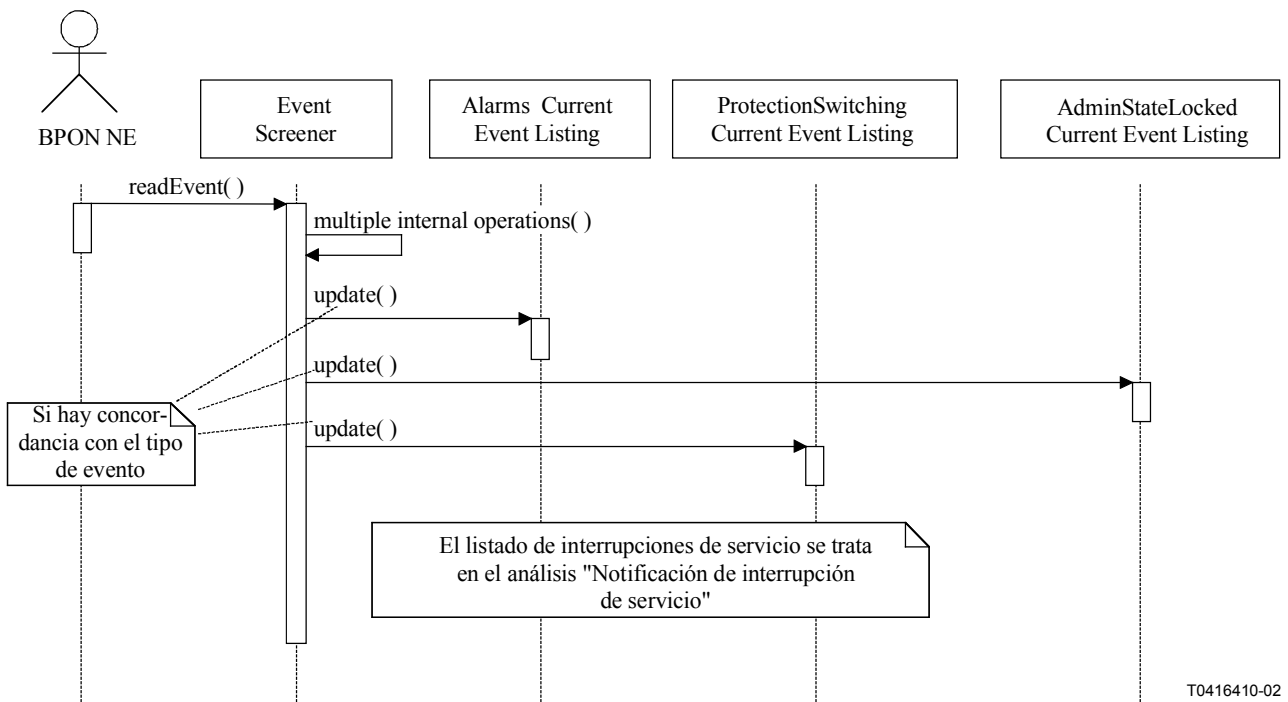 BPON NE
Event
Screener
Alarms Current
Event Listing
ProtectionSwitching
Current Event Listing
AdminStateLocked
Current Event Listing
readEvent( )
multiple internal operations( )
update( )
update( )
update( )
Si hay concor-
dancia con el tipo
de evento
El listado de interrupciones de servicio se trata
en el análisis "Notificación de interrupción
de servicio"
T0416410-02